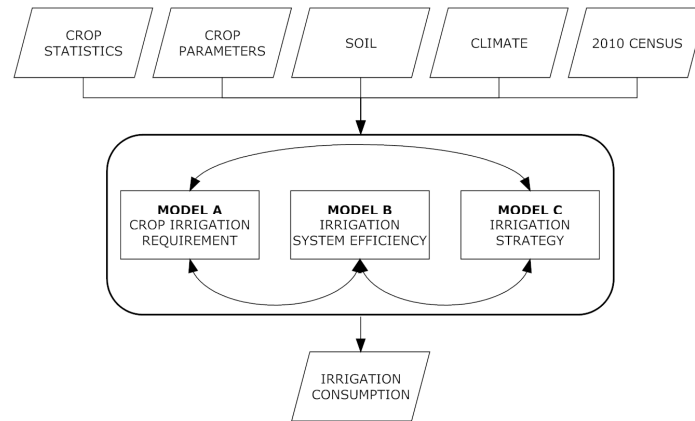 CROP
STATISTICS
CROP
PARAMETERS
SOIL
CLIMATE
2010 CENSUS
MODEL A
CROP IRRIGATION
REQUIREMENT
MODEL B
IRRIGATION
SYSTEM EFFICIENCY
MODEL C
IRRIGATION
STRATEGY
IRRIGATION
CONSUMPTION